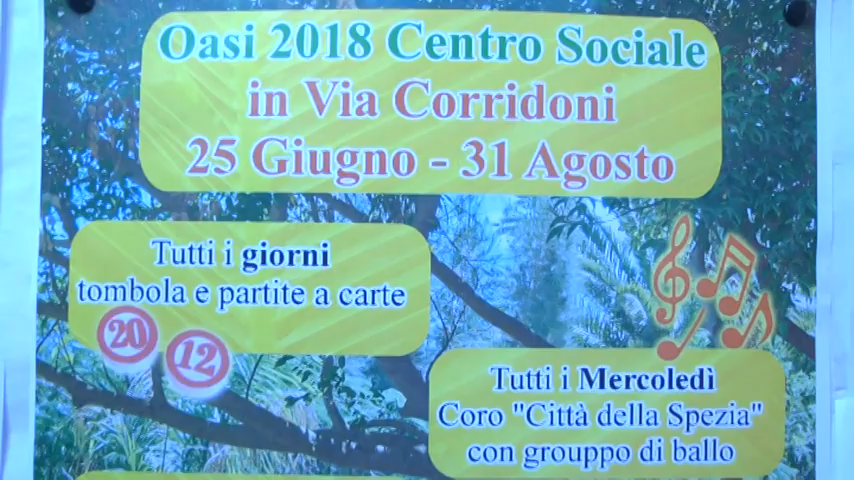 Oasi 2018 Centro Sociale
in Via Corridoni
25 Giugno - 31 Agosto
Tutti i giorni
tombola e partite a carte
20
12
Tutti i Mercoledì
Coro "Città della Spezia"
con grouppo di ballo